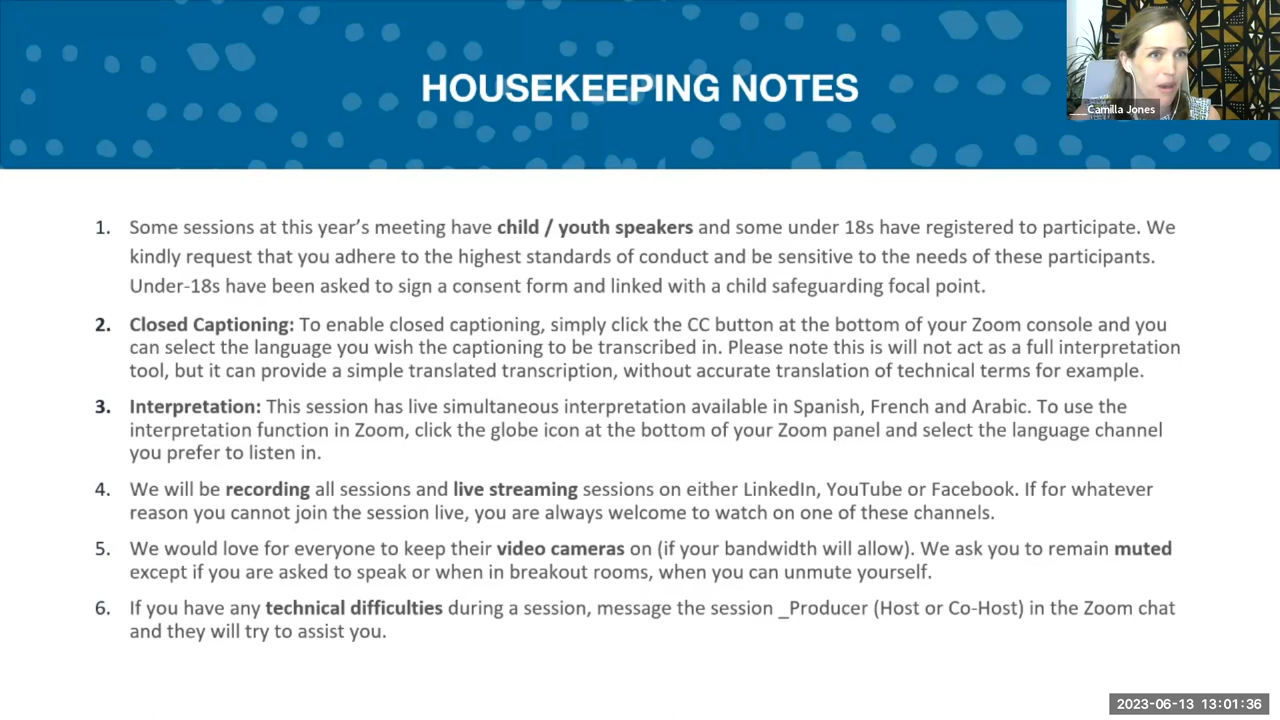 HOUSEKEEPING NOTES
Camilla Jones
1. Some sessions at this year's meeting have child / youth speakers and some under 18s have registered to participate. We
kindly request that you adhere to the highest standards of conduct and be sensitive to the needs of these participants.
Under-18s have been asked to sign a consent form and linked with a child safeguarding focal point.
2. Closed Captioning: To enable closed captioning, simply click the CC button at the bottom of your Zoom console and you
can select the language you wish the captioning to be transcribed in. Please note this is will not act as a full interpretation
tool, but it can provide a simple translated transcription, without accurate translation of technical terms for example.
3. Interpretation: This session has live simultaneous interpretation available in Spanish, French and Arabic. To use the
interpretation function in Zoom, click the globe icon at the bottom of your Zoom panel and select the language channel
you prefer to listen in.
4. We will be recording all sessions and live streaming sessions on either LinkedIn, YouTube or Facebook. If for whatever
reason you cannot join the session live, you are always welcome to watch on one of these channels.
5. We would love for everyone to keep their video cameras on (if your bandwidth will allow). We ask you to remain muted
except if you are asked to speak or when in breakout rooms, when you can unmute yourself.
6. If you have any technical difficulties during a session, message the session _Producer (Host or Co-Host) in the Zoom chat
and they will try to assist you.
2023-06-13 13:01:36